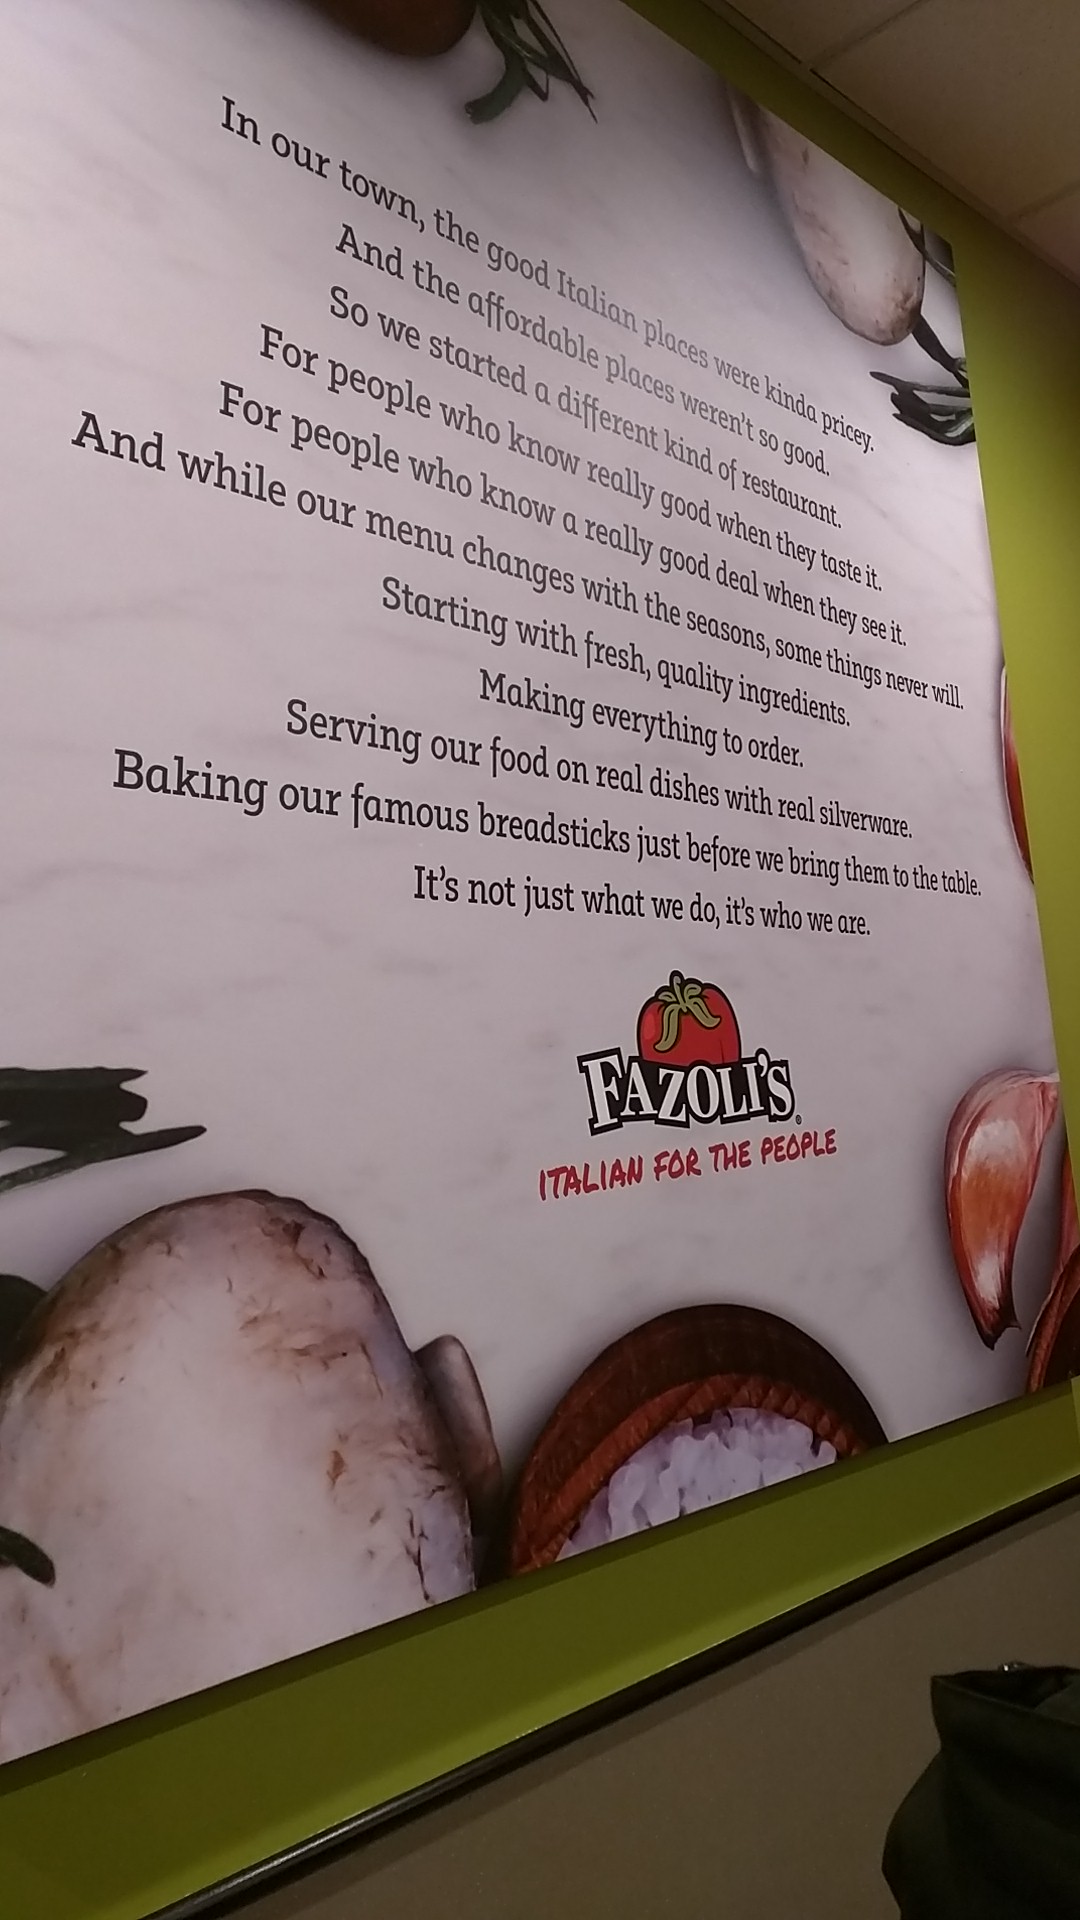 In our town, the good Italian places were kinda pricey.
And the affordable places weren't so good.
So we started a different kind of restaurant.
For people who know really good when they taste it.
For people who know a really good deal when they see it.
And while our menu changes with the seasons, some things never will.
Starting with fresh, quality ingredients.
Making everything to order.
Serving our food on real dishes with real silverware.
Baking our famous breadsticks just before we bring them to the table.
It's not just what we do, it's who we are.
FAZOLI'S®
ITALIAN FOR THE PEOPLE